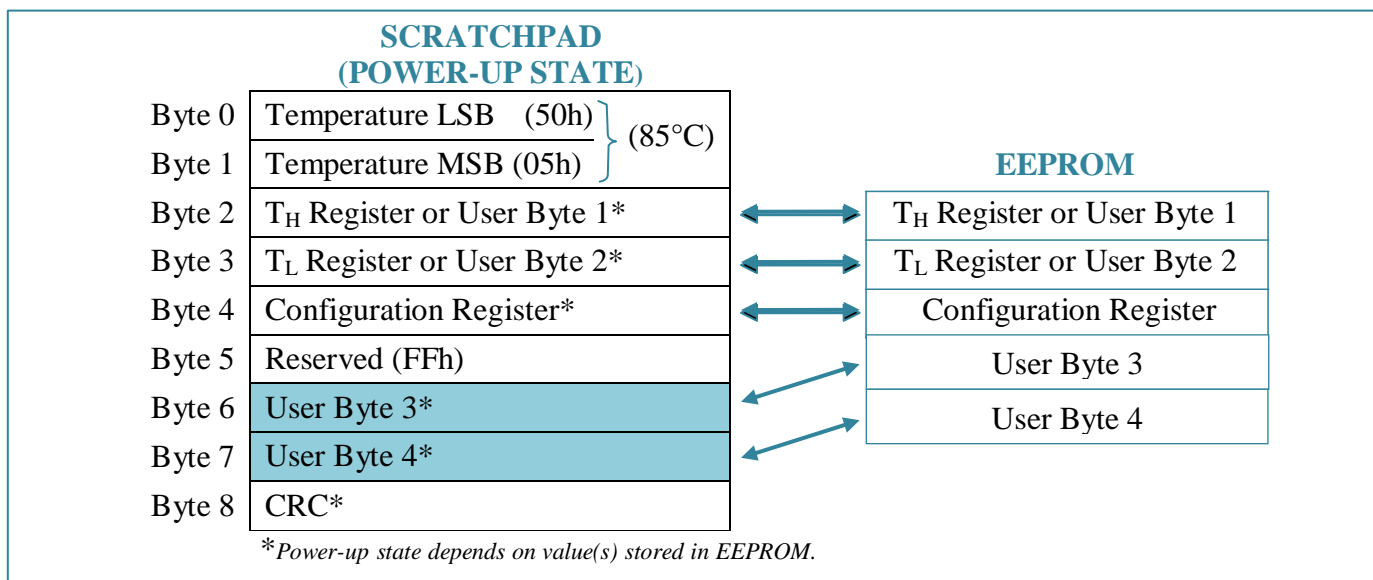 SCRATCHPAD
(POWER-UP STATE)
Byte 0 Temperature LSB (50h)
(85°C)
Byte 1 Temperature MSB (05h)
EEPROM
Byte 2 TH Register or User Byte 1* TH Register or User Byte 1
Byte 3 TL Register or User Byte 2* TL Register or User Byte 2
Byte 4 Configuration Register* Configuration Register
Byte 5 Reserved (FFh) User Byte 3
Byte 6 User Byte 3* User Byte 4
Byte 7 User Byte 4*
Byte 8 CRC*
*Power-up state depends on value(s) stored in EEPROM.